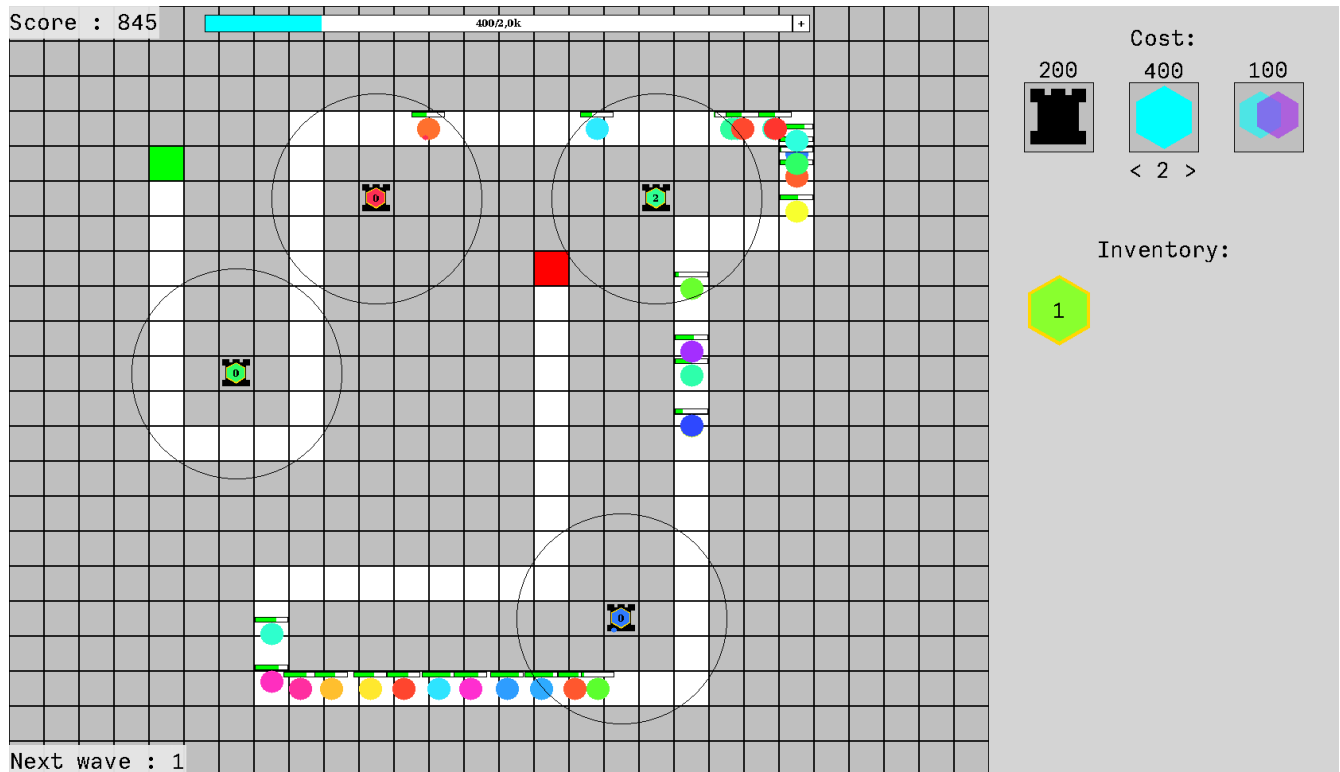 Score : 845
400/2,0k
+
Cost:
200
400
100
< 2 >
Inventory:
1
0
2
0
0
Next wave : 1